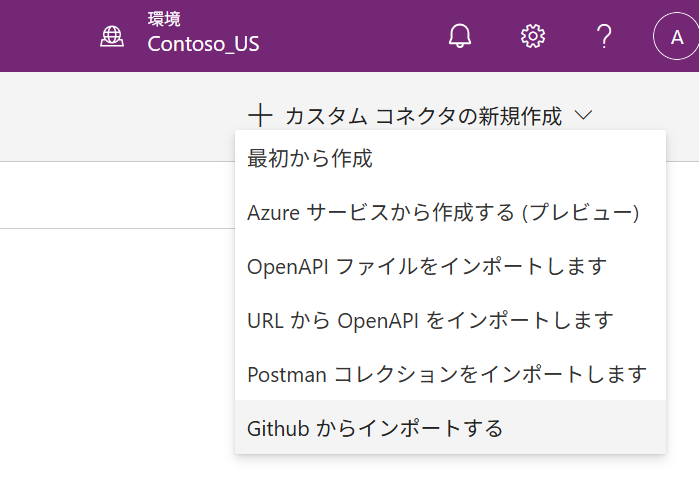 環境
Contoso_US
A
カスタム コネクタの新規作成
最初から作成
Azure サービスから作成する (プレビュー)
OpenAPI ファイルをインポートします
URL から OpenAPI をインポートします
Postman コレクションをインポートします
Github からインポートする